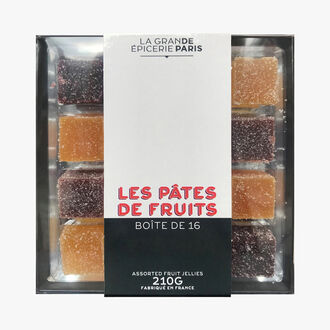 LA GRANDE
ÉPICERIE PARIS
LES PÂTES
DE FRUITS
BOÎTE DE 16
ASSORTED FRUIT JELLIES
210G
FABRIQUÉ EN FRANCE